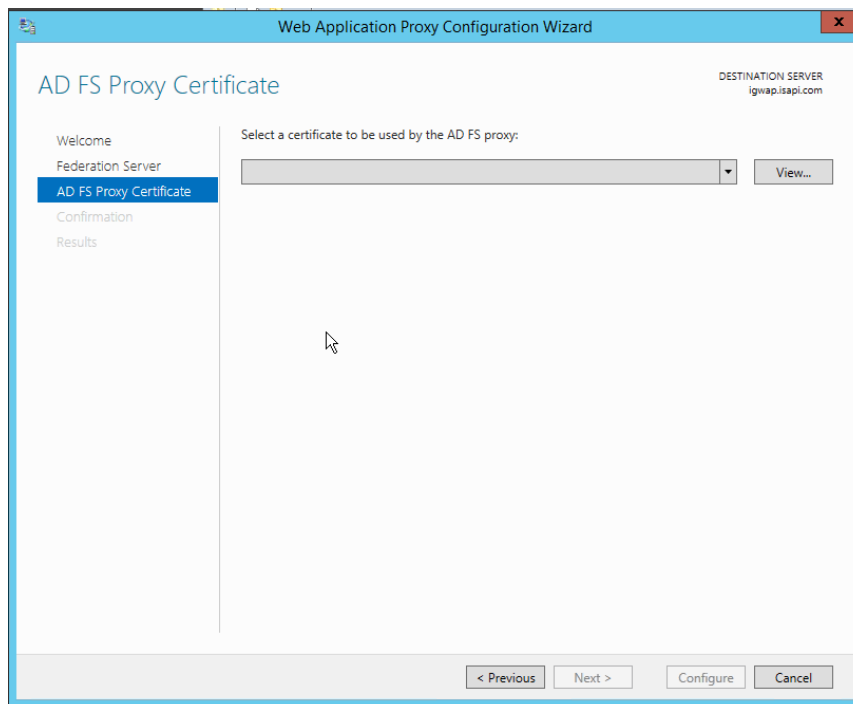 Web Application Proxy Configuration Wizard
x
AD FS Proxy Certificate
DESTINATION SERVER
igwap.isapi.com
Welcome
Federation Server
AD FS Proxy Certificate
Confirmation
Results
Select a certificate to be used by the AD FS proxy:
View...
< Previous
Next >
Configure
Cancel